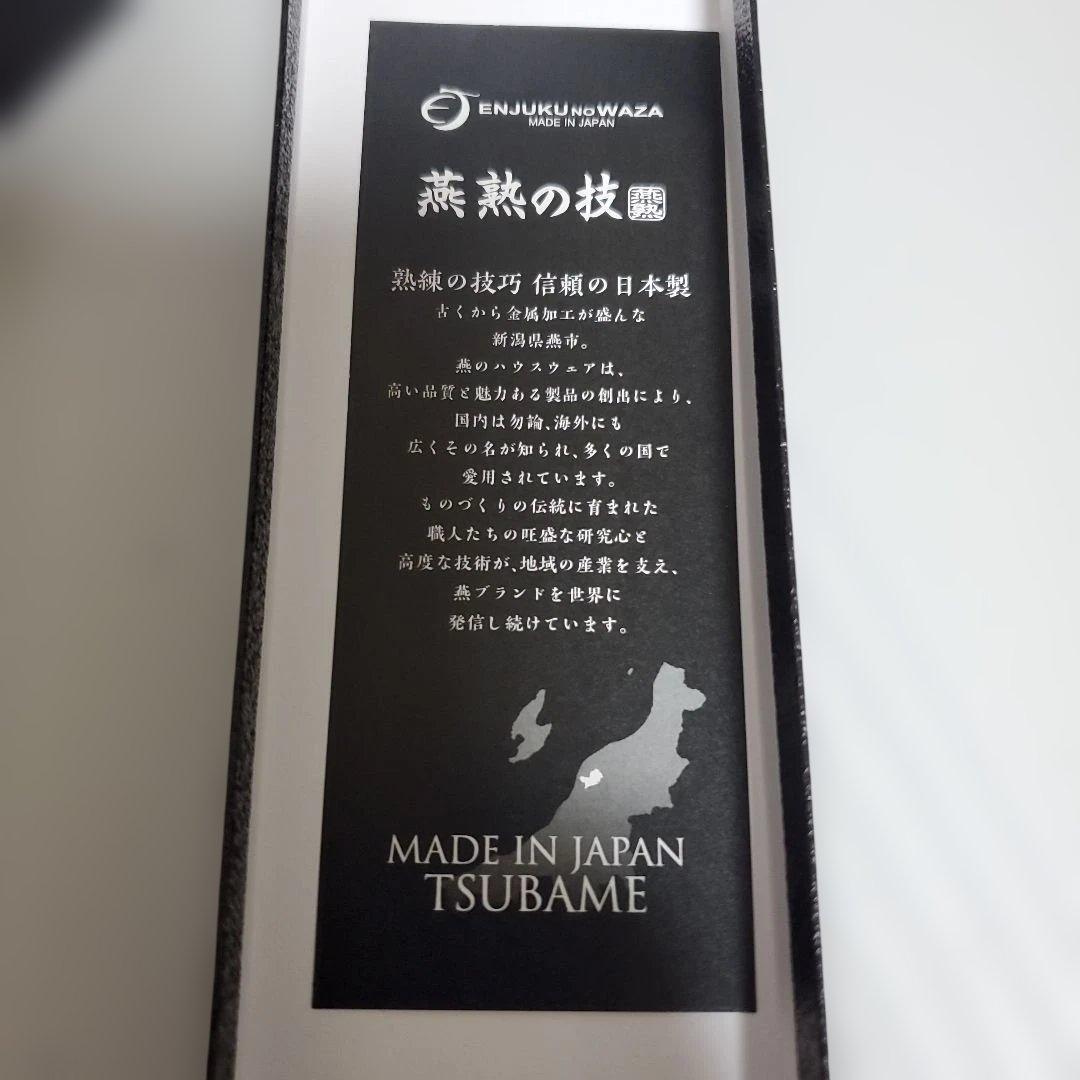 ENJUKU NO WAZA
MADE IN JAPAN
燕熟の技 燕熟
熟練の技巧 信頼の日本製
古くから金属加工が盛んな
新潟県燕市。
燕のハウスウェアは、
高い品質と魅力ある製品の創出により、
国内は勿論、海外にも
広くその名が知られ、多くの国で
愛用されています。
ものづくりの伝統に育まれた
職人たちの旺盛な研究心と
高度な技術が、地域の産業を支え、
燕ブランドを世界に
発信し続けています。
MADE IN JAPAN
TSUBAME